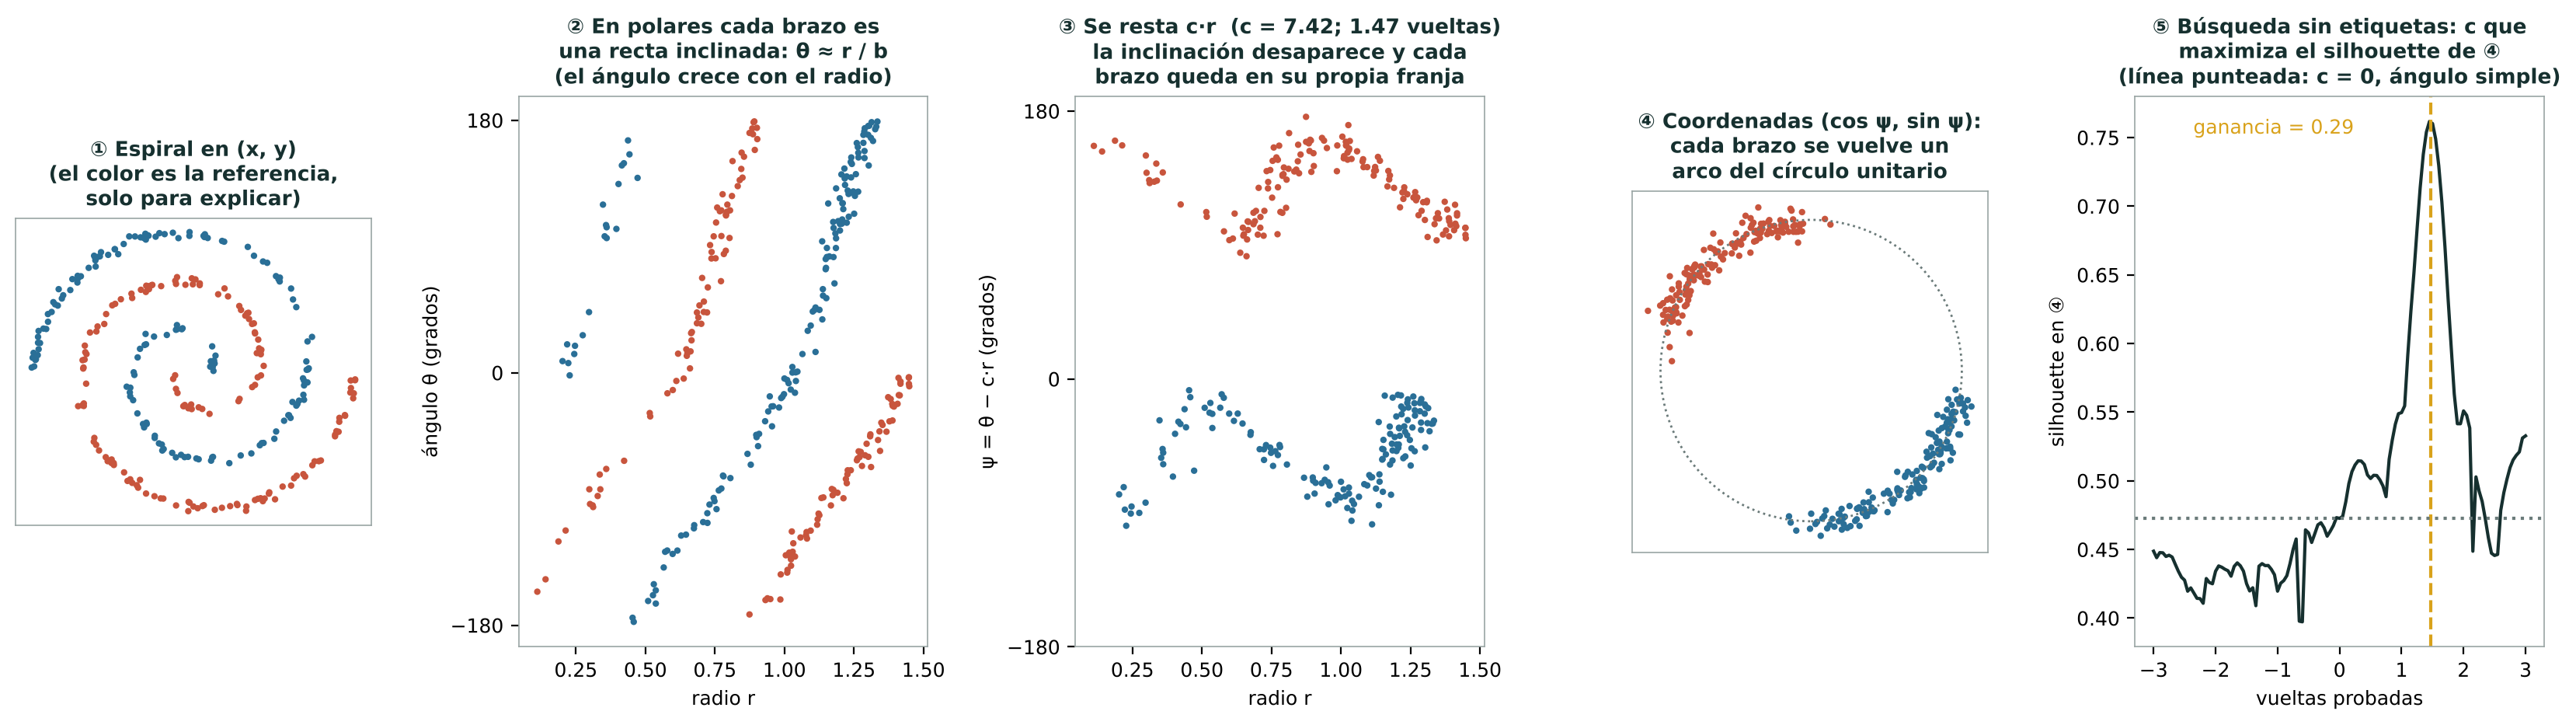 ① Espiral en (x, y)
(el color es la referencia,
solo para explicar)
② En polares cada brazo es
una recta inclinada: θ ≈ r / b
(el ángulo crece con el radio)
180
0
−180
ángulo θ (grados)
0.25 0.50 0.75 1.00 1.25 1.50
radio r
③ Se resta c·r (c = 7.42; 1.47 vueltas)
la inclinación desaparece y cada
brazo queda en su propia franja
180
0
−180
ψ = θ − c·r (grados)
0.25 0.50 0.75 1.00 1.25 1.50
radio r
④ Coordenadas (cos ψ, sin ψ):
cada brazo se vuelve un
arco del círculo unitario
⑤ Búsqueda sin etiquetas: c que
maximiza el silhouette de ④
(línea punteada: c = 0, ángulo simple)
ganancia = 0.29
0.75
0.70
0.65
0.60
0.55
0.50
0.45
0.40
silhouette en ④
−3 −2 −1 0 1 2 3
vueltas probadas